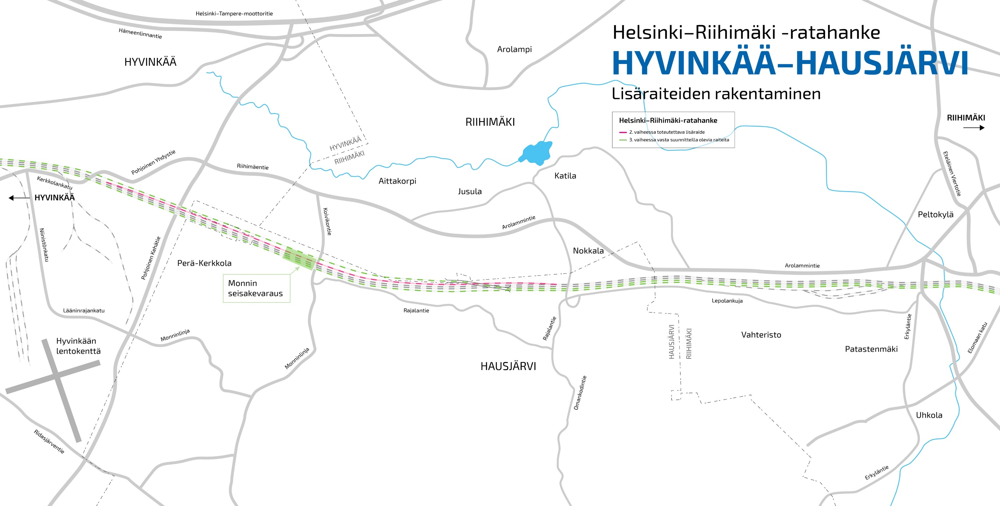 Helsinki–Riihimäki -ratahanke
HYVINKÄÄ–HAUSJÄRVI
Lisäraiteiden rakentaminen
Helsinki–Riihimäki-ratahanke
2. vaiheessa toteutettava lisäraide
3. vaiheessa vasta suunnitteilla olevia raiteita
Helsinki–Tampere-moottoritie
Hämeenlinnantie
HYVINKÄÄ
Arolampi
RIIHIMÄKI
RIIHIMÄKI
HYVINKÄÄ
RIIHIMÄKI
Pohjoinen Yhdystie
Riihimäentie
Kerkkolankatu
HYVINKÄÄ
Aittakorpi
Jusula
Katila
Eteläinen Viertotie
Peltokylä
Koivikontie
Arolammintie
Niinistönkatu
Pohjoinen Kehätie
Perä-Kerkkola
Nokkala
Arolammintie
Monnin
seisakevaraus
Lääninrajankatu
Rajalantie
Lepolankuja
Monninlinja
Rajalantie
HAUSJÄRVI
RIIHIMÄKI
Vahteristo
Erkyläntie
Elomaan katu
Hyvinkään
lentokenttä
Monninlinja
HAUSJÄRVI
Patastenmäki
Omankodintie
Uhkola
Ridasjärventie
Erkyläntie